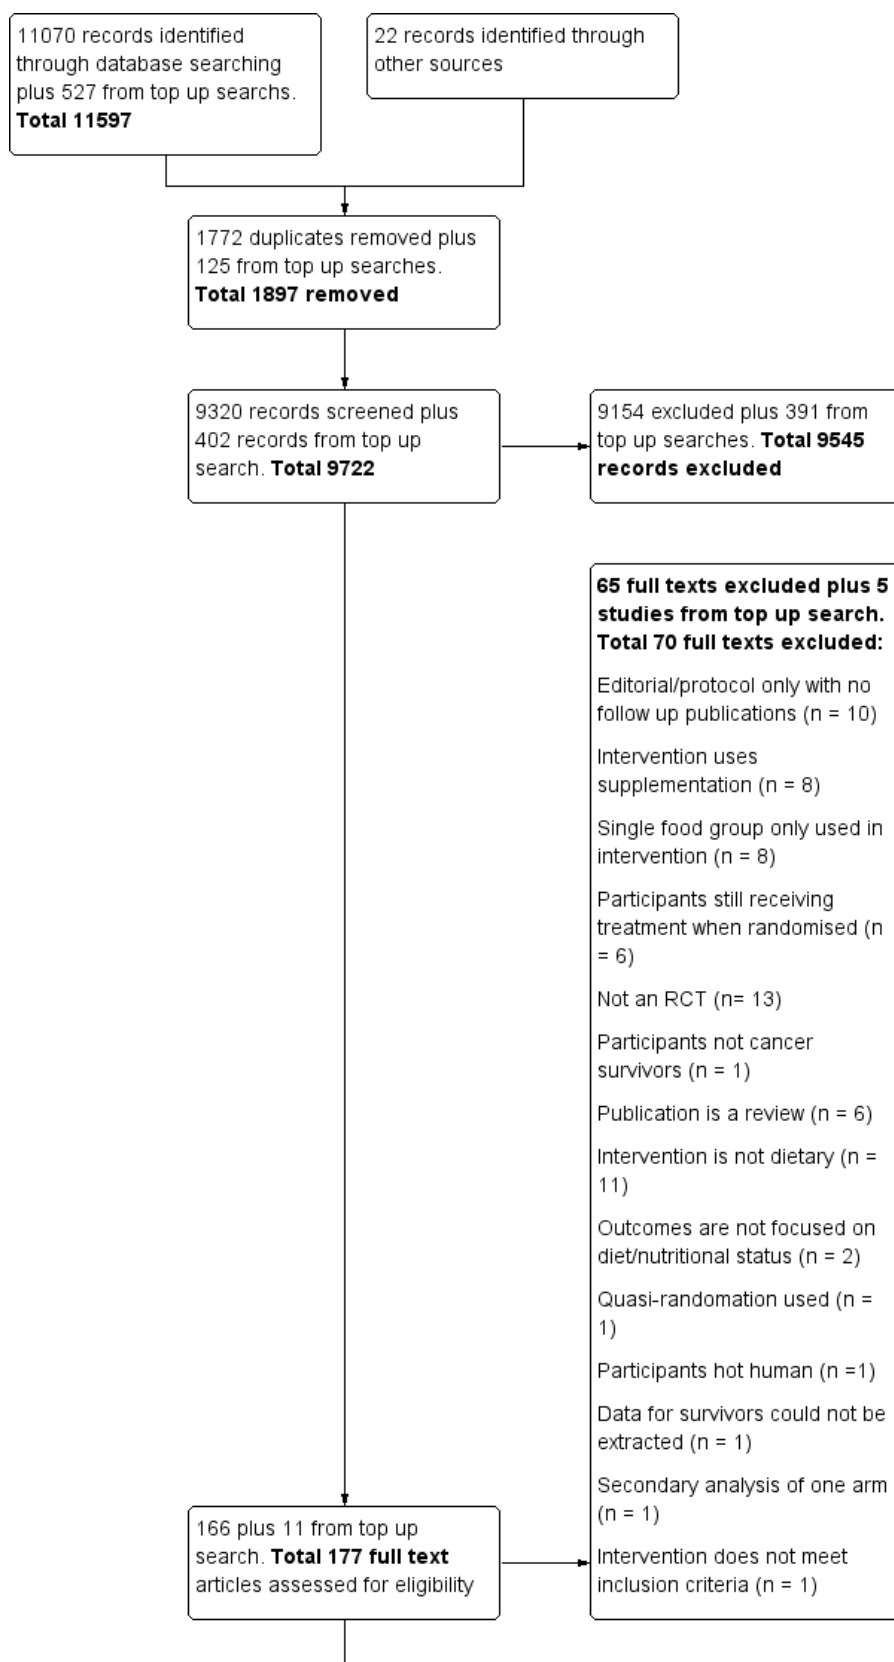 11070 records identified
through database searching
plus 527 from top up searchs.
Total 11597
22 records identified through
other sources
1772 duplicates removed plus
125 from top up searches.
Total 1897 removed
9320 records screened plus
402 records from top up
search. Total 9722
9154 excluded plus 391 from
top up searches. Total 9545
records excluded
65 full texts excluded plus 5
studies from top up search.
Total 70 full texts excluded:
Editorial/protocol only with no
follow up publications (n = 10)
Intervention uses
supplementation (n = 8)
Single food group only used in
intervention (n = 8)
Participants still receiving
treatment when randomised (n
= 6)
Not an RCT (n= 13)
Participants not cancer
survivors (n = 1)
Publication is a review (n = 6)
Intervention is not dietary (n =
11)
Outcomes are not focused on
diet/nutritional status (n = 2)
Quasi-randomation used (n =
1)
Participants hot human (n =1)
Data for survivors could not be
extracted (n = 1)
Secondary analysis of one arm
(n = 1)
Intervention does not meet
inclusion criteria (n = 1)
166 plus 11 from top up
search. Total 177 full text
articles assessed for eligibility